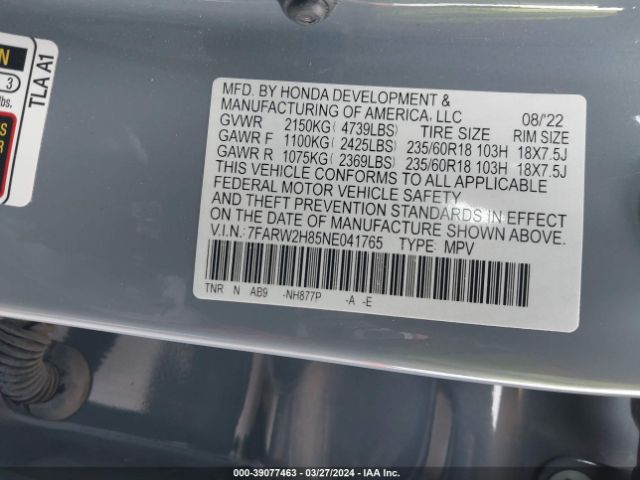 N
3
lbs.
S
R
TLA A1
MFD. BY HONDA DEVELOPMENT &
MANUFACTURING OF AMERICA, LLC 08/'22
GVWR 2150KG( 4739LBS) TIRE SIZE RIM SIZE
GAWR F 1100KG( 2425LBS) 235/60R18 103H 18X7.5J
GAWR R 1075KG( 2369LBS) 235/60R18 103H 18X7.5J
THIS VEHICLE CONFORMS TO ALL APPLICABLE
FEDERAL MOTOR VEHICLE SAFETY
AND THEFT PREVENTION STANDARDS IN EFFECT
ON THE DATE OF MANUFACTURE SHOWN ABOVE.
V.I.N.:7FARW2H85NE041765 TYPE: MPV
TNR N AB9 -NH877P -A -E
000-39077463 — 03/27/2024 — IAA Inc.